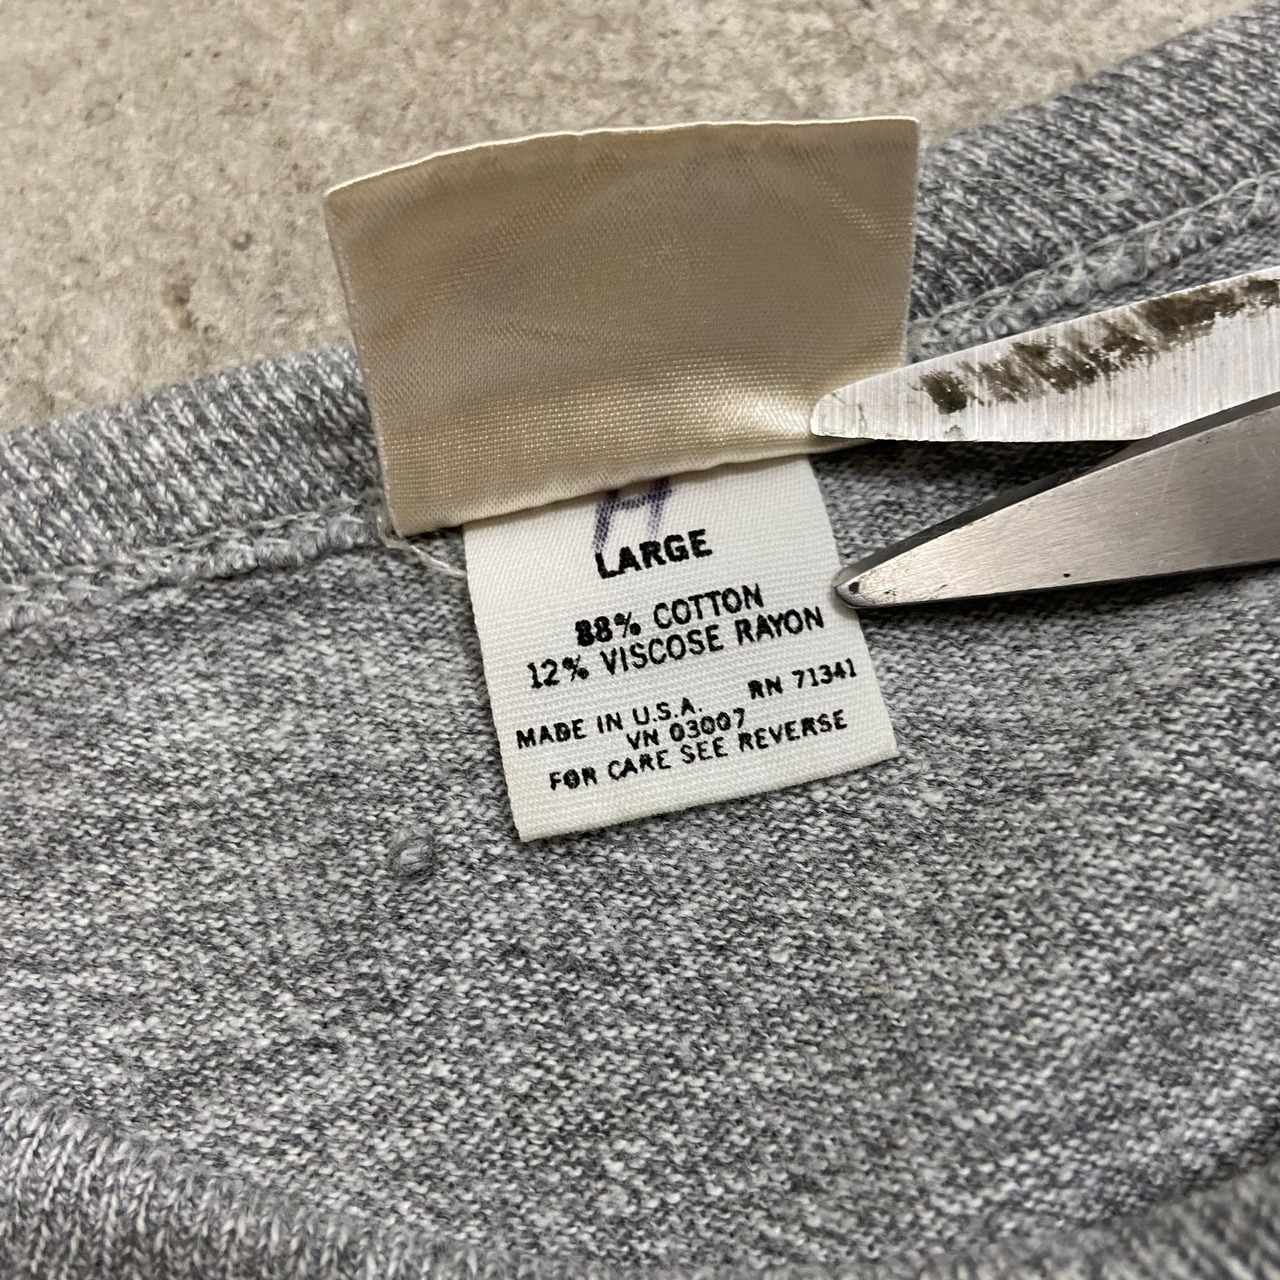 H
LARGE
88% COTTON
12% VISCOSE RAYON
RN 71341
MADE IN U.S.A.
VN 03007
FOR CARE SEE REVERSE